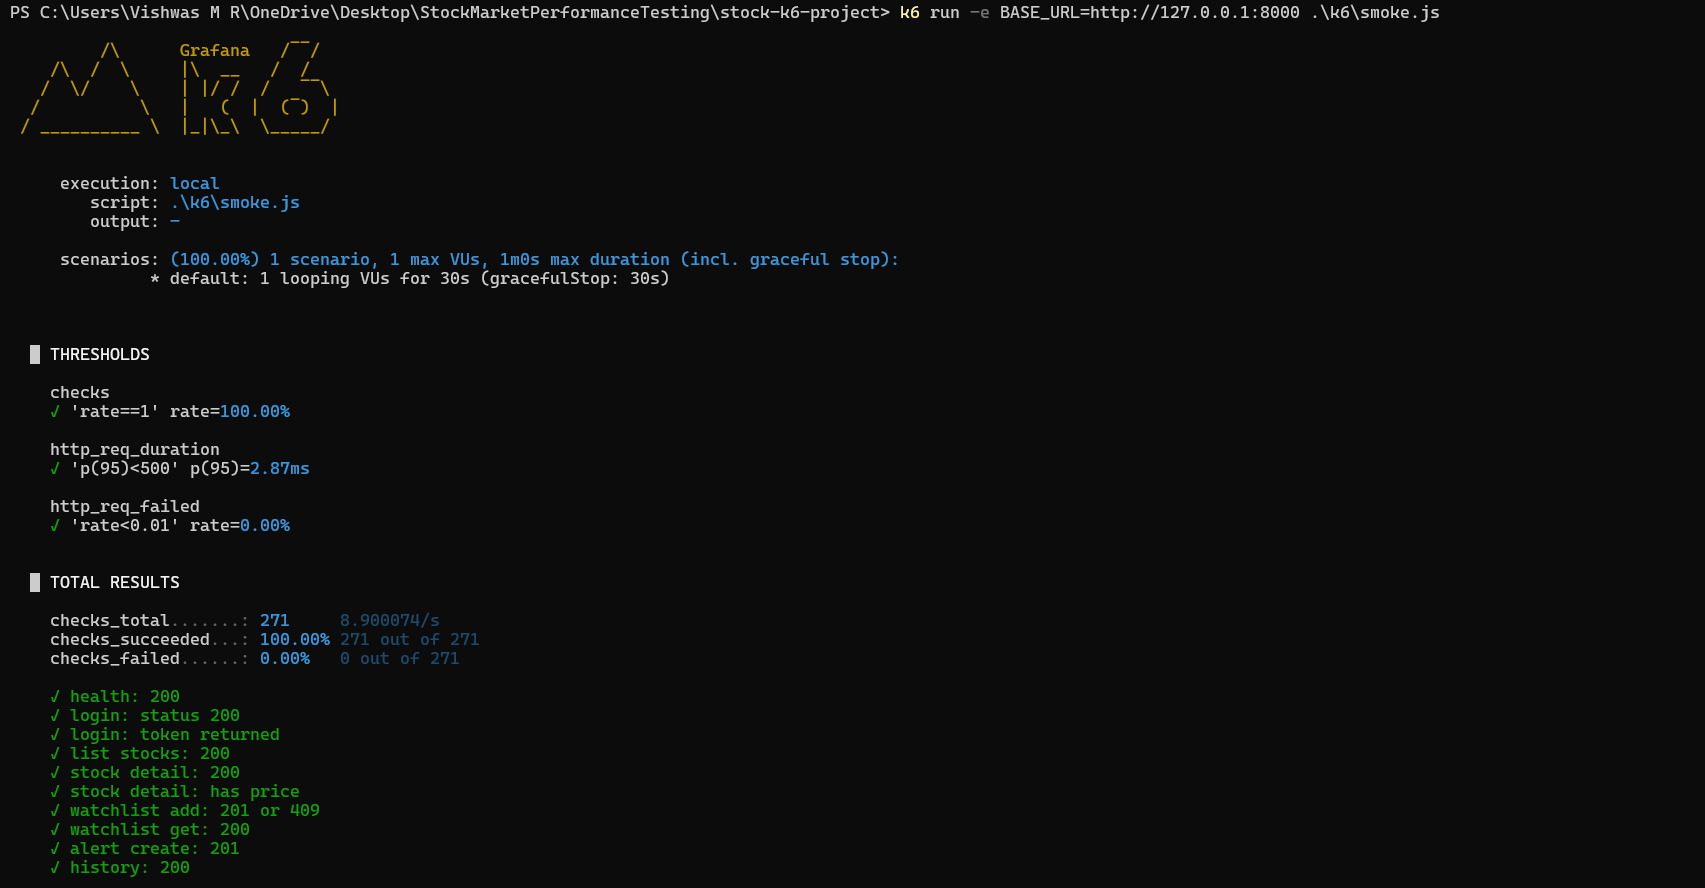 PS C:\Users\Vishwas M R\OneDrive\Desktop\StockMarketPerformanceTesting\stock-k6-project> k6 run -e BASE_URL=http://127.0.0.1:8000 .\k6\smoke.js
Grafana
k6
execution: local
script: .\k6\smoke.js
output: -
scenarios: (100.00%) 1 scenario, 1 max VUs, 1m0s max duration (incl. graceful stop):
* default: 1 looping VUs for 30s (gracefulStop: 30s)
THRESHOLDS
checks
✓ 'rate==1' rate=100.00%
http_req_duration
✓ 'p(95)<500' p(95)=2.87ms
http_req_failed
✓ 'rate<0.01' rate=0.00%
TOTAL RESULTS
checks_total.......: 271 8.900074/s
checks_succeeded...: 100.00% 271 out of 271
checks_failed......: 0.00% 0 out of 271
✓ health: 200
✓ login: status 200
✓ login: token returned
✓ list stocks: 200
✓ stock detail: 200
✓ stock detail: has price
✓ watchlist add: 201 or 409
✓ watchlist get: 200
✓ alert create: 201
✓ history: 200